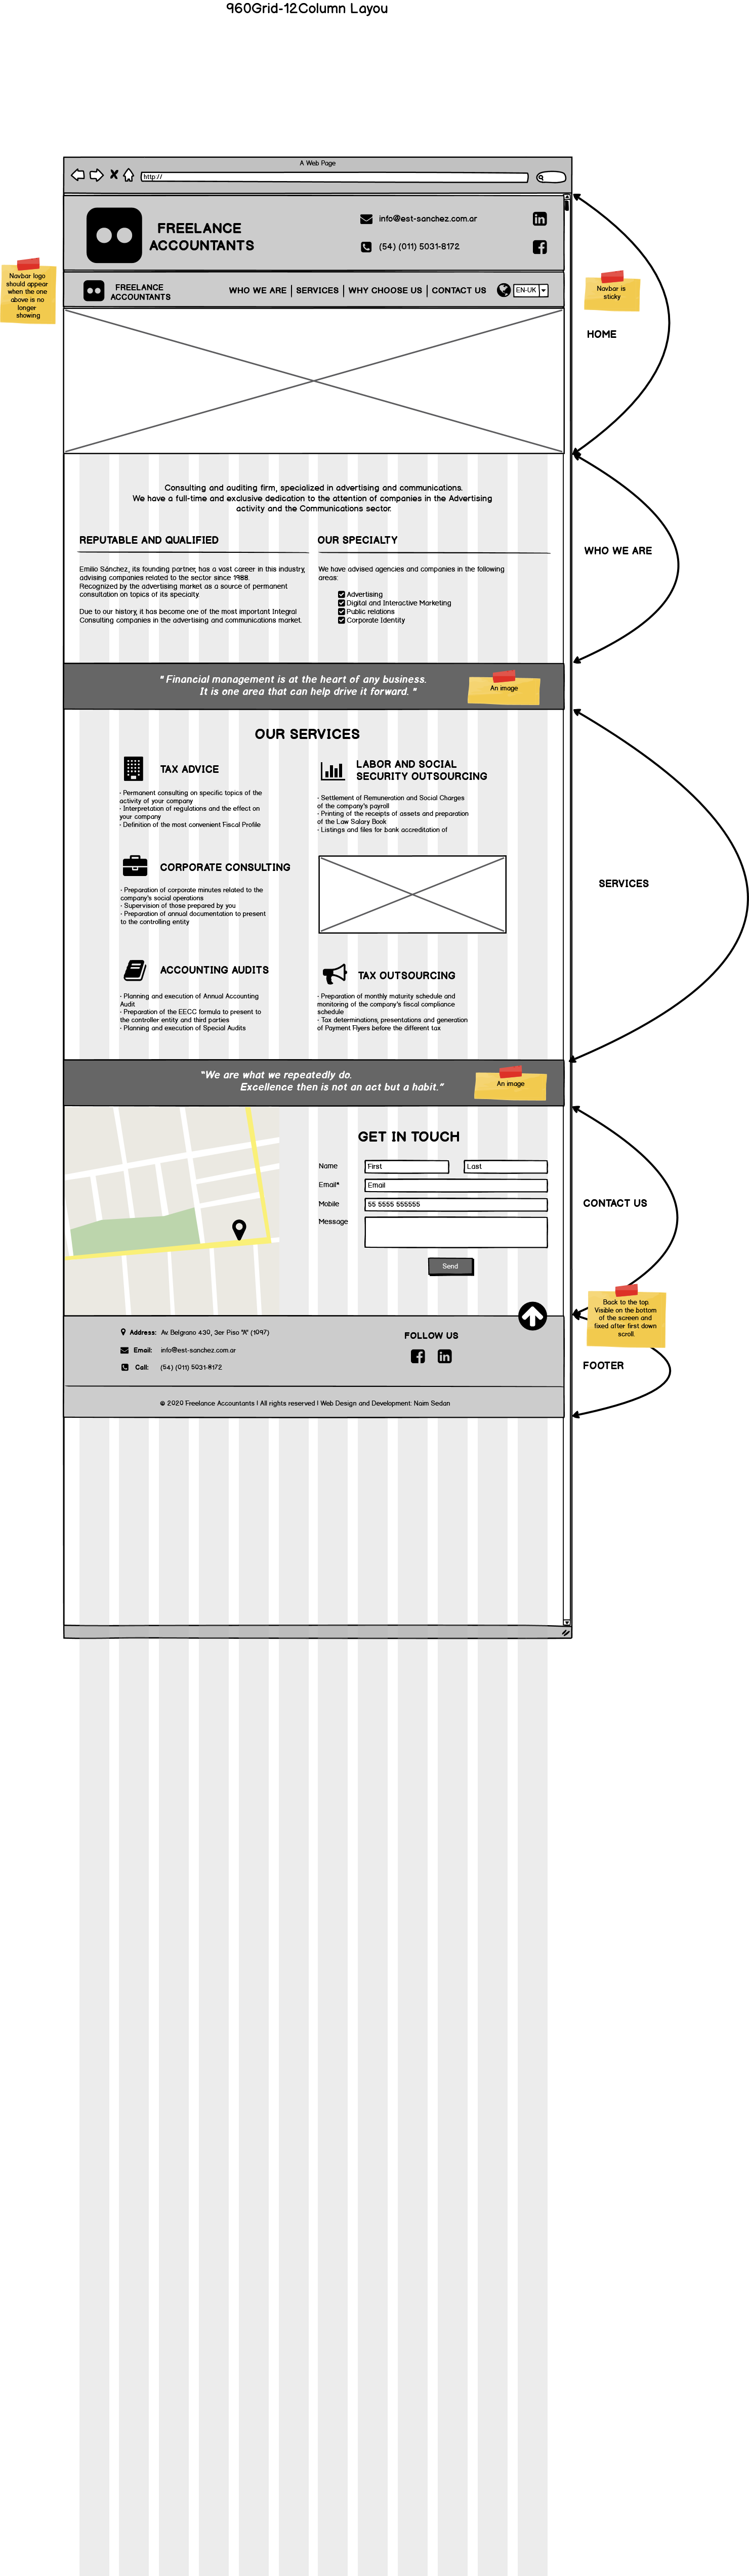 960Grid-12Column Layou
A Web Page
http://
FREELANCE
ACCOUNTANTS
info@est-sanchez.com.ar
(54) (011) 5031-8172
Navbar logo
should appear
when the one
above is no
longer
showing
FREELANCE
ACCOUNTANTS
WHO WE ARE | SERVICES | WHY CHOOSE US | CONTACT US
EN-UK
Navbar is
sticky
HOME
Consulting and auditing firm, specialized in advertising and communications.
We have a full-time and exclusive dedication to the attention of companies in the Advertising
activity and the Communications sector.
REPUTABLE AND QUALIFIED
Emilio Sánchez, its founding partner, has a vast career in this industry,
advising companies related to the sector since 1988.
Recognized by the advertising market as a source of permanent
consultation on topics of its specialty.
Due to our history, it has become one of the most important Integral
Consulting companies in the advertising and communications market.
OUR SPECIALTY
We have advised agencies and companies in the following
areas:
Advertising
Digital and Interactive Marketing
Public relations
Corporate Identity
WHO WE ARE
" Financial management is at the heart of any business.
It is one area that can help drive it forward. "
An image
OUR SERVICES
TAX ADVICE
- Permanent consulting on specific topics of the
activity of your company
- Interpretation of regulations and the effect on
your company
- Definition of the most convenient Fiscal Profile
LABOR AND SOCIAL
SECURITY OUTSOURCING
- Settlement of Remuneration and Social Charges
of the company's payroll
- Printing of the receipts of assets and preparation
of the Law Salary Book
- Listings and files for bank accreditation of
CORPORATE CONSULTING
- Preparation of corporate minutes related to the
company's social operations
- Supervision of those prepared by you
- Preparation of annual documentation to present
to the controlling entity
SERVICES
ACCOUNTING AUDITS
- Planning and execution of Annual Accounting
Audit
- Preparation of the EECC formula to present to
the controller entity and third parties
- Planning and execution of Special Audits
TAX OUTSOURCING
- Preparation of monthly maturity schedule and
monitoring of the company's fiscal compliance
schedule
- Tax determinations, presentations and generation
of Payment Flyers before the different tax
"We are what we repeatedly do.
Excellence then is not an act but a habit."
An image
GET IN TOUCH
Name
First
Last
Email*
Email
Mobile
55 5555 555555
Message
Send
CONTACT US
Back to the top.
Visible on the bottom
of the screen and
fixed after first down
scroll.
Address: Av. Belgrano 430, 3er Piso "A" (1097)
Email: info@est-sanchez.com.ar
Call: (54) (011) 5031-8172
FOLLOW US
FOOTER
© 2020 Freelance Accountants | All rights reserved | Web Design and Development: Naim Sedan